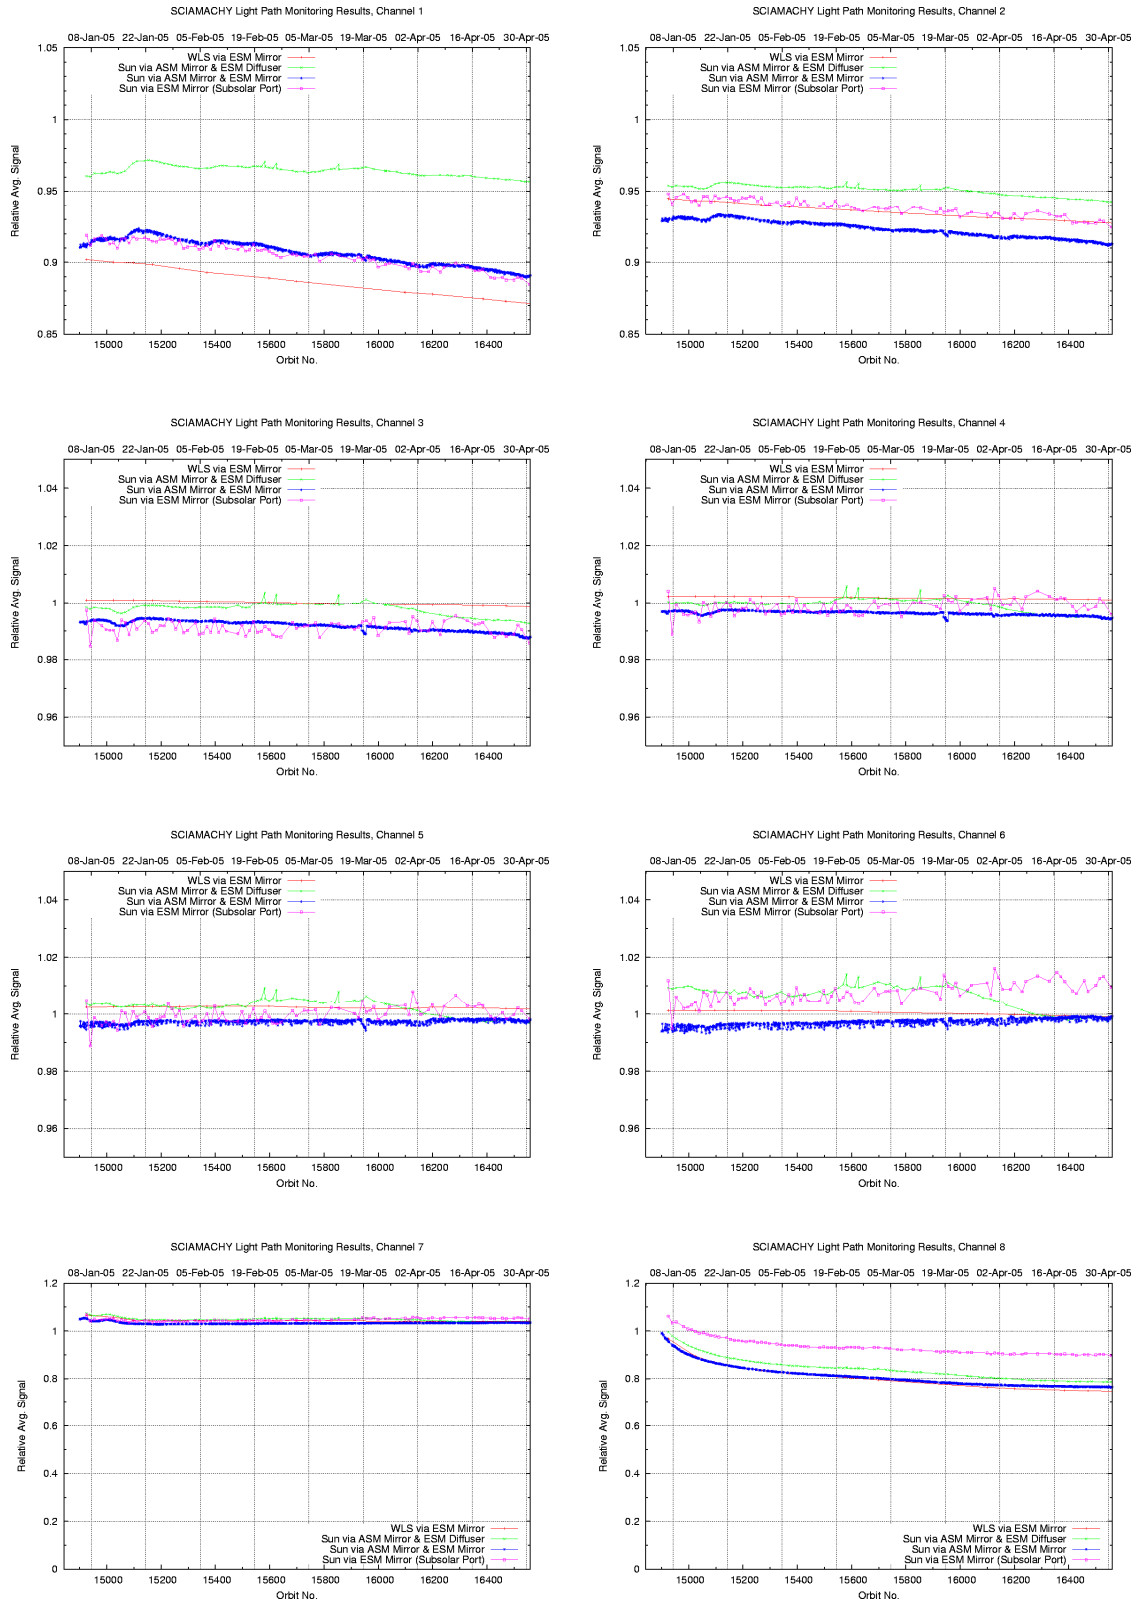 SCIAMACHY Light Path Monitoring Results, Channel 1
08-Jan-05 22-Jan-05 05-Feb-05 19-Feb-05 05-Mar-05 19-Mar-05 02-Apr-05 16-Apr-05 30-Apr-05
WLS via ESM Mirror
Sun via ASM Mirror & ESM Diffuser
Sun via ASM Mirror & ESM Mirror
Sun via ESM Mirror (Subsolar Port)
1.05
1
0.95
0.9
0.85
Relative Avg. Signal
15000 15200 15400 15600 15800 16000 16200 16400
Orbit No.
SCIAMACHY Light Path Monitoring Results, Channel 2
08-Jan-05 22-Jan-05 05-Feb-05 19-Feb-05 05-Mar-05 19-Mar-05 02-Apr-05 16-Apr-05 30-Apr-05
WLS via ESM Mirror
Sun via ASM Mirror & ESM Diffuser
Sun via ASM Mirror & ESM Mirror
Sun via ESM Mirror (Subsolar Port)
1.05
1
0.95
0.9
0.85
Relative Avg. Signal
15000 15200 15400 15600 15800 16000 16200 16400
Orbit No.
SCIAMACHY Light Path Monitoring Results, Channel 3
08-Jan-05 22-Jan-05 05-Feb-05 19-Feb-05 05-Mar-05 19-Mar-05 02-Apr-05 16-Apr-05 30-Apr-05
WLS via ESM Mirror
Sun via ASM Mirror & ESM Diffuser
Sun via ASM Mirror & ESM Mirror
Sun via ESM Mirror (Subsolar Port)
1.04
1.02
1
0.98
0.96
Relative Avg. Signal
15000 15200 15400 15600 15800 16000 16200 16400
Orbit No.
SCIAMACHY Light Path Monitoring Results, Channel 4
08-Jan-05 22-Jan-05 05-Feb-05 19-Feb-05 05-Mar-05 19-Mar-05 02-Apr-05 16-Apr-05 30-Apr-05
WLS via ESM Mirror
Sun via ASM Mirror & ESM Diffuser
Sun via ASM Mirror & ESM Mirror
Sun via ESM Mirror (Subsolar Port)
1.04
1.02
1
0.98
0.96
Relative Avg. Signal
15000 15200 15400 15600 15800 16000 16200 16400
Orbit No.
SCIAMACHY Light Path Monitoring Results, Channel 5
08-Jan-05 22-Jan-05 05-Feb-05 19-Feb-05 05-Mar-05 19-Mar-05 02-Apr-05 16-Apr-05 30-Apr-05
WLS via ESM Mirror
Sun via ASM Mirror & ESM Diffuser
Sun via ASM Mirror & ESM Mirror
Sun via ESM Mirror (Subsolar Port)
1.04
1.02
1
0.98
0.96
Relative Avg. Signal
15000 15200 15400 15600 15800 16000 16200 16400
Orbit No.
SCIAMACHY Light Path Monitoring Results, Channel 6
08-Jan-05 22-Jan-05 05-Feb-05 19-Feb-05 05-Mar-05 19-Mar-05 02-Apr-05 16-Apr-05 30-Apr-05
WLS via ESM Mirror
Sun via ASM Mirror & ESM Diffuser
Sun via ASM Mirror & ESM Mirror
Sun via ESM Mirror (Subsolar Port)
1.04
1.02
1
0.98
0.96
Relative Avg. Signal
15000 15200 15400 15600 15800 16000 16200 16400
Orbit No.
SCIAMACHY Light Path Monitoring Results, Channel 7
08-Jan-05 22-Jan-05 05-Feb-05 19-Feb-05 05-Mar-05 19-Mar-05 02-Apr-05 16-Apr-05 30-Apr-05
1.2
1
0.8
0.6
0.4
0.2
0
Relative Avg. Signal
WLS via ESM Mirror
Sun via ASM Mirror & ESM Diffuser
Sun via ASM Mirror & ESM Mirror
Sun via ESM Mirror (Subsolar Port)
15000 15200 15400 15600 15800 16000 16200 16400
Orbit No.
SCIAMACHY Light Path Monitoring Results, Channel 8
08-Jan-05 22-Jan-05 05-Feb-05 19-Feb-05 05-Mar-05 19-Mar-05 02-Apr-05 16-Apr-05 30-Apr-05
1.2
1
0.8
0.6
0.4
0.2
0
Relative Avg. Signal
WLS via ESM Mirror
Sun via ASM Mirror & ESM Diffuser
Sun via ASM Mirror & ESM Mirror
Sun via ESM Mirror (Subsolar Port)
15000 15200 15400 15600 15800 16000 16200 16400
Orbit No.